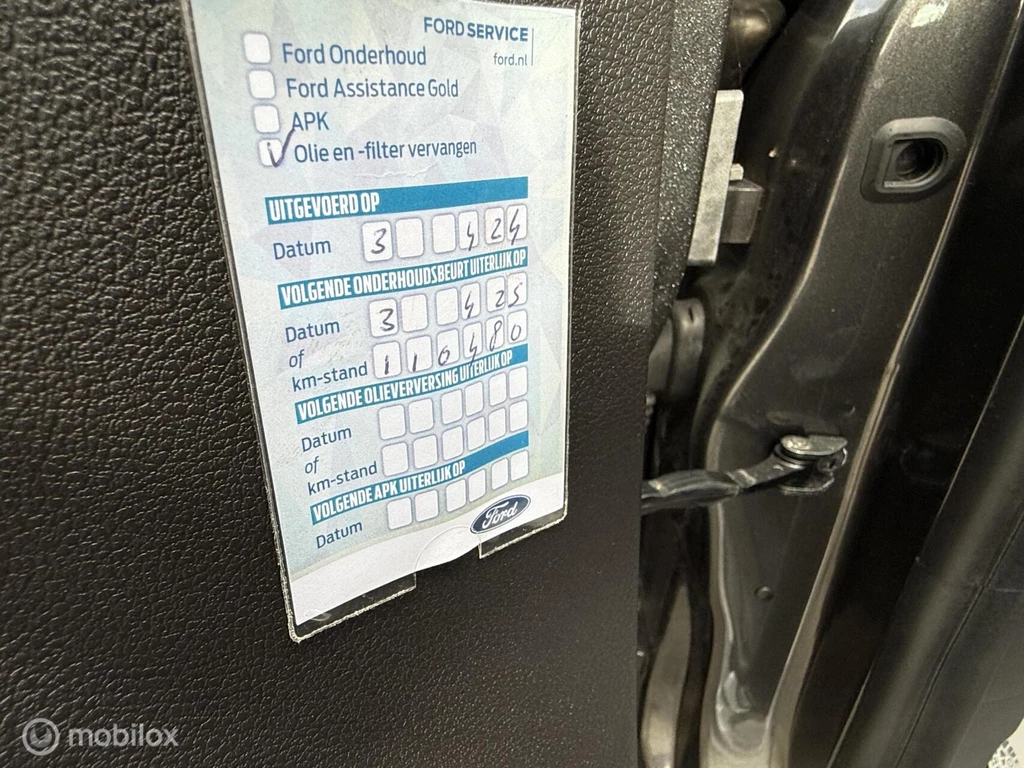 FORD SERVICE
ford.nl
Ford Onderhoud
Ford Assistance Gold
APK
Olie en -filter vervangen
UITGEVOERD OP
Datum 3 4 24
VOLGENDE ONDERHOUDSBEURT UITERLIJK OP
Datum 3 4 25
of
km-stand 110480
VOLGENDE OLIEVERVERSING UITERLIJK OP
Datum
of
km-stand
VOLGENDE APK UITERLIJK OP
Datum
Ford
mobilox